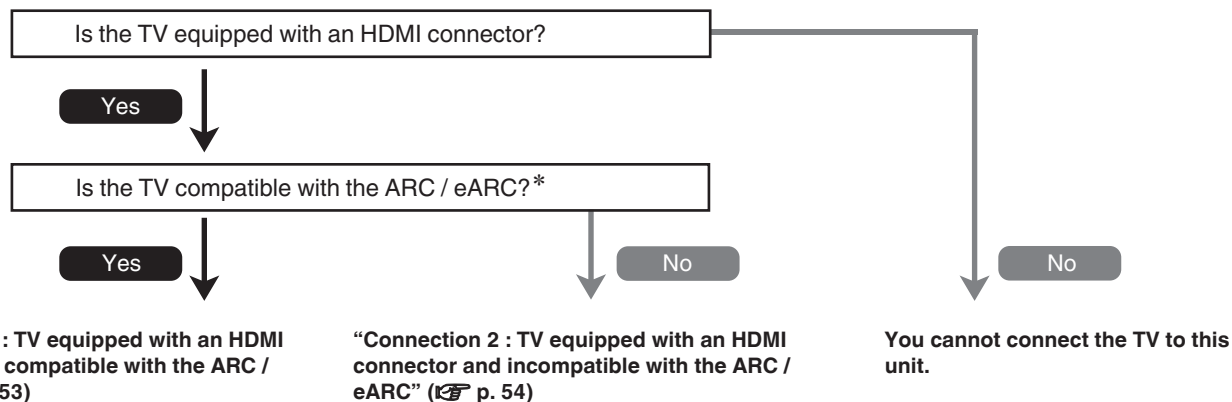 Is the TV equipped with an HDMI connector?
Yes
Is the TV compatible with the ARC / eARC?*
Yes
No
No
: TV equipped with an HDMI
compatible with the ARC /
53)
“Connection 2 : TV equipped with an HDMI
connector and incompatible with the ARC /
eARC” (☞ p. 54)
You cannot connect the TV to this
unit.